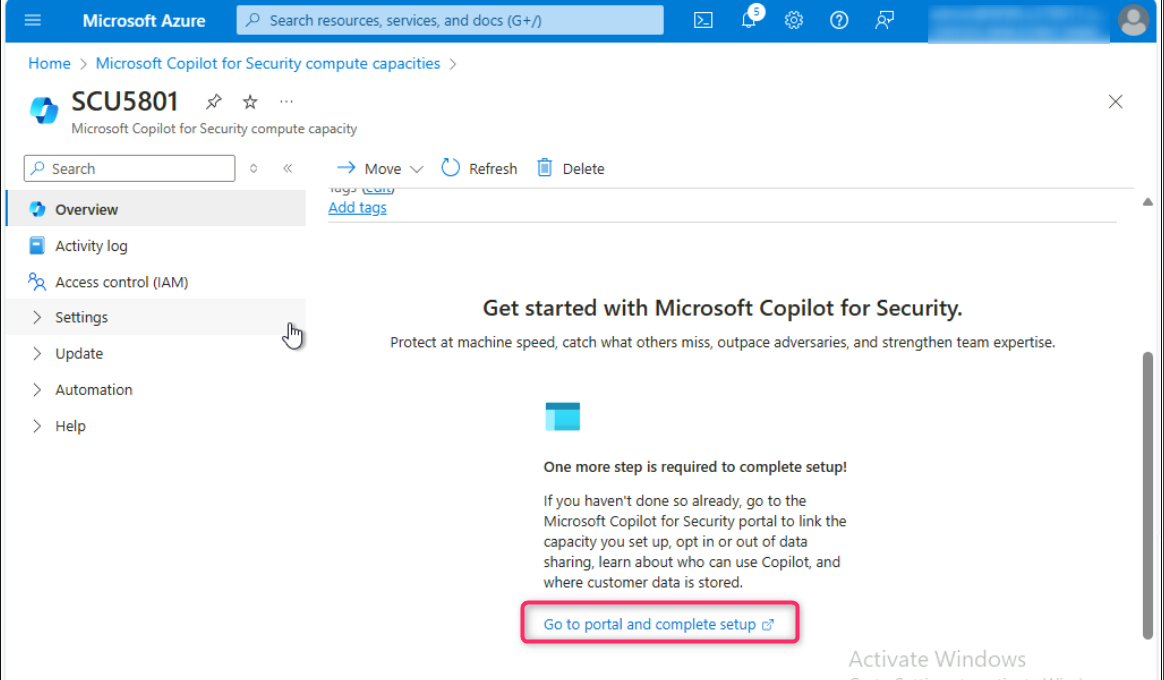 Microsoft Azure
Search resources, services, and docs (G+/)
5
Home > Microsoft Copilot for Security compute capacities >
SCU5801
Microsoft Copilot for Security compute capacity
Search
Move
Refresh
Delete
Tags (edit)
Add tags
Overview
Activity log
Access control (IAM)
Settings
Update
Automation
Help
Get started with Microsoft Copilot for Security.
Protect at machine speed, catch what others miss, outpace adversaries, and strengthen team expertise.
One more step is required to complete setup!
If you haven't done so already, go to the
Microsoft Copilot for Security portal to link the
capacity you set up, opt in or out of data
sharing, learn about who can use Copilot, and
where customer data is stored.
Go to portal and complete setup
Activate Windows